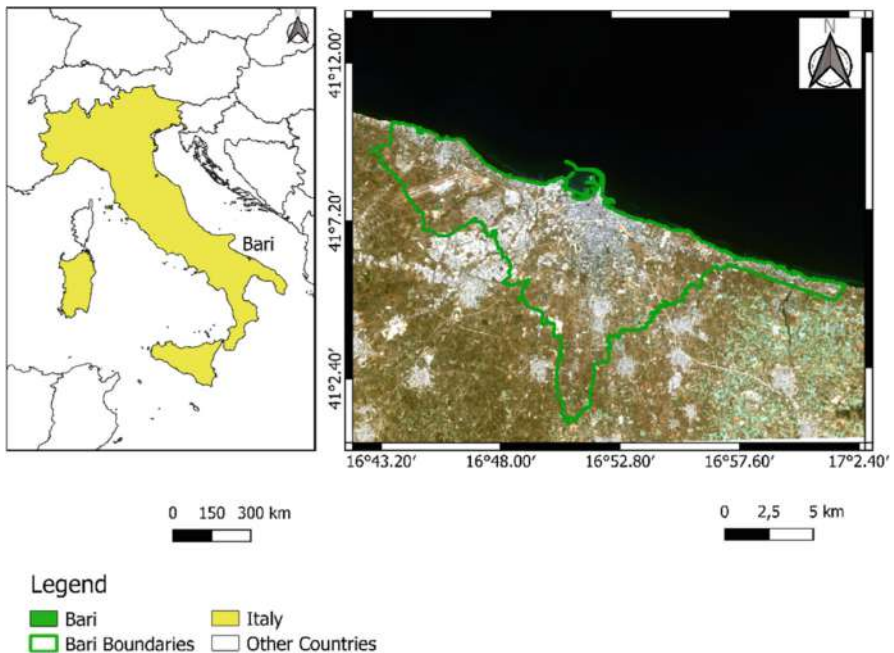 N
Bari
N
41°12.00′
41°7.20′
41°2.40′
16°43.20′ 16°48.00′ 16°52.80′ 16°57.60′ 17°2.40′
0 150 300 km
0 2,5 5 km
Legend
Bari
Italy
Bari Boundaries
Other Countries